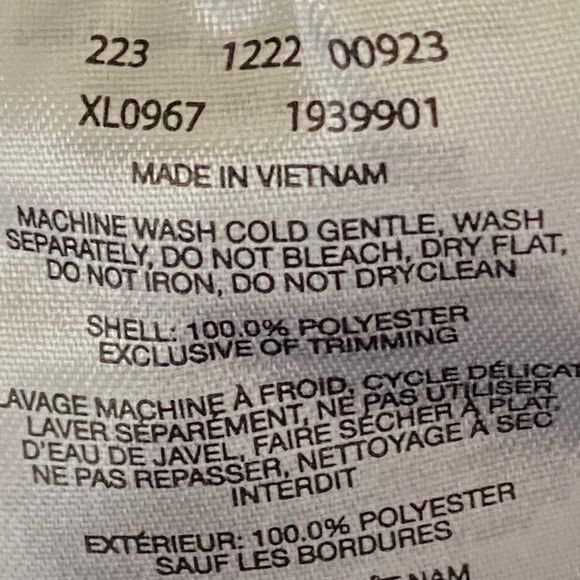 223 1222 00923
XL0967 1939901
MADE IN VIETNAM
MACHINE WASH COLD GENTLE, WASH
SEPARATELY, DO NOT BLEACH, DRY FLAT,
DO NOT IRON, DO NOT DRYCLEAN
SHELL: 100.0% POLYESTER
EXCLUSIVE OF TRIMMING
LAVAGE MACHINE À FROID, CYCLE DÉLICAT
LAVER SÉPARÉMENT, NE PAS UTILISER
D'EAU DE JAVEL, FAIRE SÉCHER À PLAT,
NE PAS REPASSER, NETTOYAGE À SEC
INTERDIT
EXTÉRIEUR: 100.0% POLYESTER
SAUF LES BORDURES